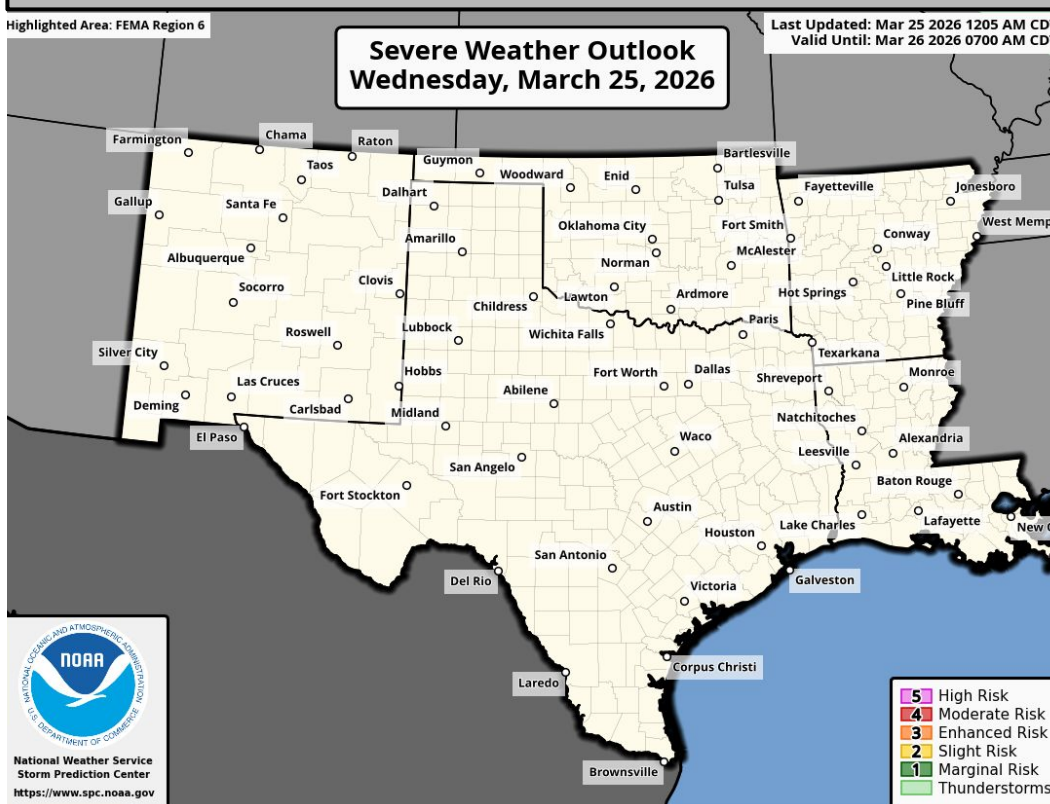 Highlighted Area: FEMA Region 6
Last Updated: Mar 25 2026 1205 AM CD
Valid Until: Mar 26 2026 0700 AM CD
Severe Weather Outlook
Wednesday, March 25, 2026
Farmington
Chama
Raton
Taos
Guymon
Woodward
Enid
Bartlesville
Gallup
Santa Fe
Dalhart
Tulsa
Fayetteville
Jonesboro
Albuquerque
Amarillo
Oklahoma City
Fort Smith
Conway
West Memp
Socorro
Clovis
Norman
McAlester
Little Rock
Childress
Lawton
Ardmore
Hot Springs
Pine Bluff
Roswell
Lubbock
Wichita Falls
Paris
Texarkana
Silver City
Las Cruces
Hobbs
Abilene
Fort Worth
Dallas
Shreveport
Monroe
Deming
Carlsbad
Midland
Natchitoches
El Paso
San Angelo
Waco
Leesville
Alexandria
Fort Stockton
Baton Rouge
Austin
Houston
Lake Charles
Lafayette
New
San Antonio
Del Rio
Galveston
Victoria
Corpus Christi
Laredo
Brownsville
NATIONAL OCEANIC AND ATMOSPHERIC ADMINISTRATION
NOAA
U.S. DEPARTMENT OF COMMERCE
National Weather Service
Storm Prediction Center
https://www.spc.noaa.gov
5 High Risk
4 Moderate Risk
3 Enhanced Risk
2 Slight Risk
1 Marginal Risk
Thunderstorms